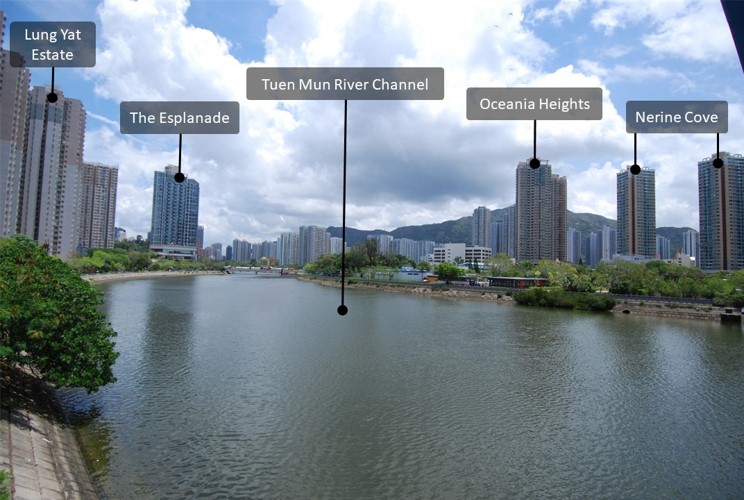 Lung Yat
Estate
The Esplanade
Tuen Mun River Channel
Oceania Heights
Nerine Cove